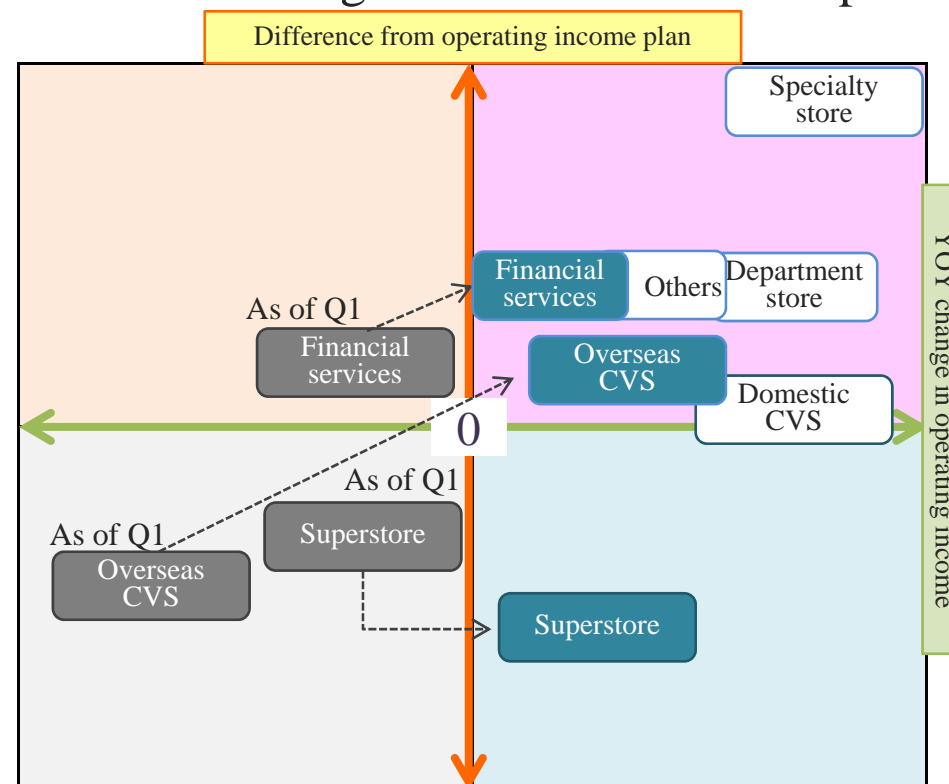 Difference from operating income plan
Specialty
store
Financial
services
Others
Department
store
As of Q1
Financial
services
Overseas
CVS
Domestic
CVS
0
As of Q1
Superstore
As of Q1
Overseas
CVS
Superstore
YOY change in operating income